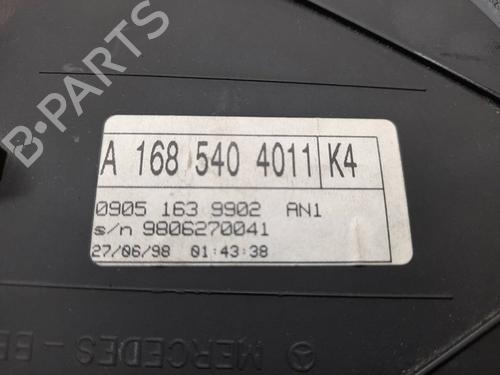 B-PARTS
A 168 540 4011 K4
0905 163 9902 AN1
s/n 9806270041
27/06/98 01:43:38
MERCEDES-BE